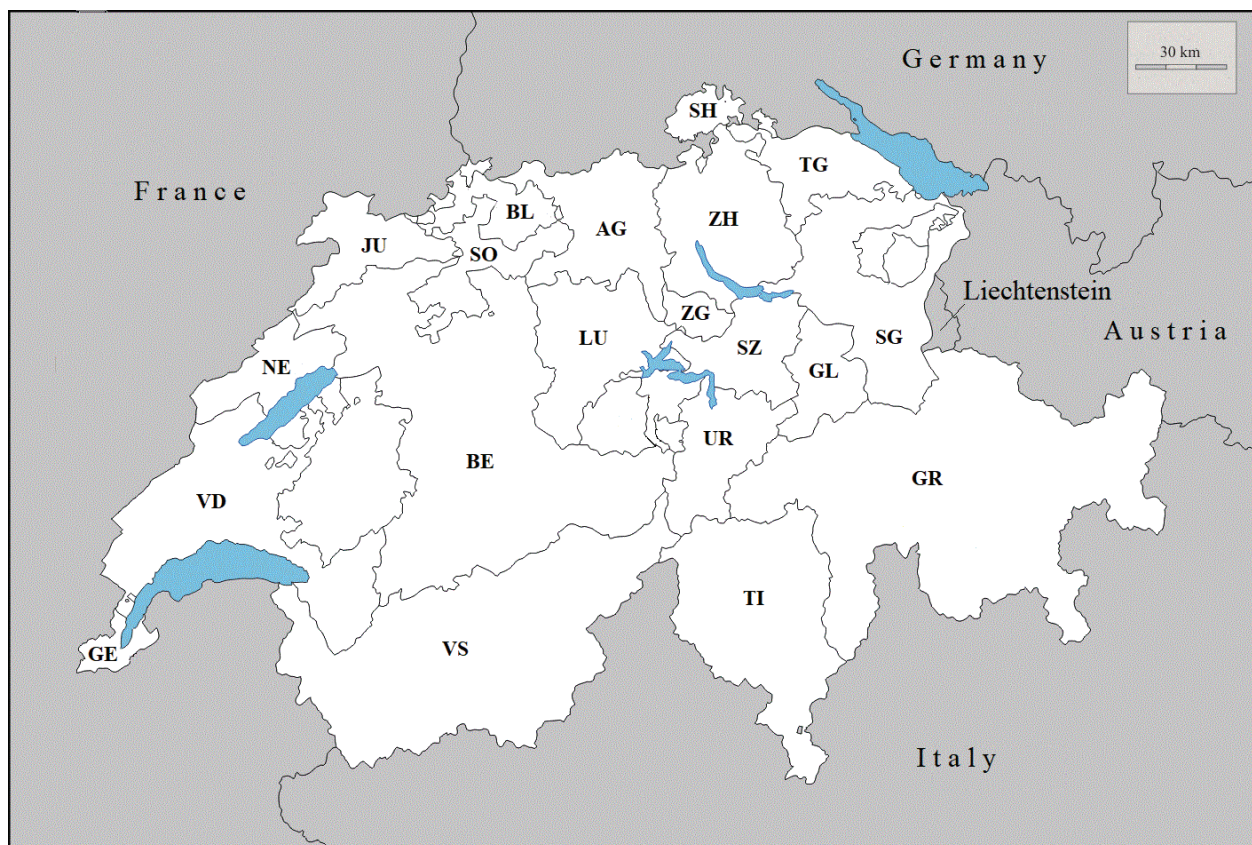 Germany
30 km
SH
TG
France
BL
ZH
AG
JU
SO
Liechtenstein
ZG
Austria
LU
SZ
SG
NE
GL
UR
BE
GR
VD
TI
VS
GE
Italy